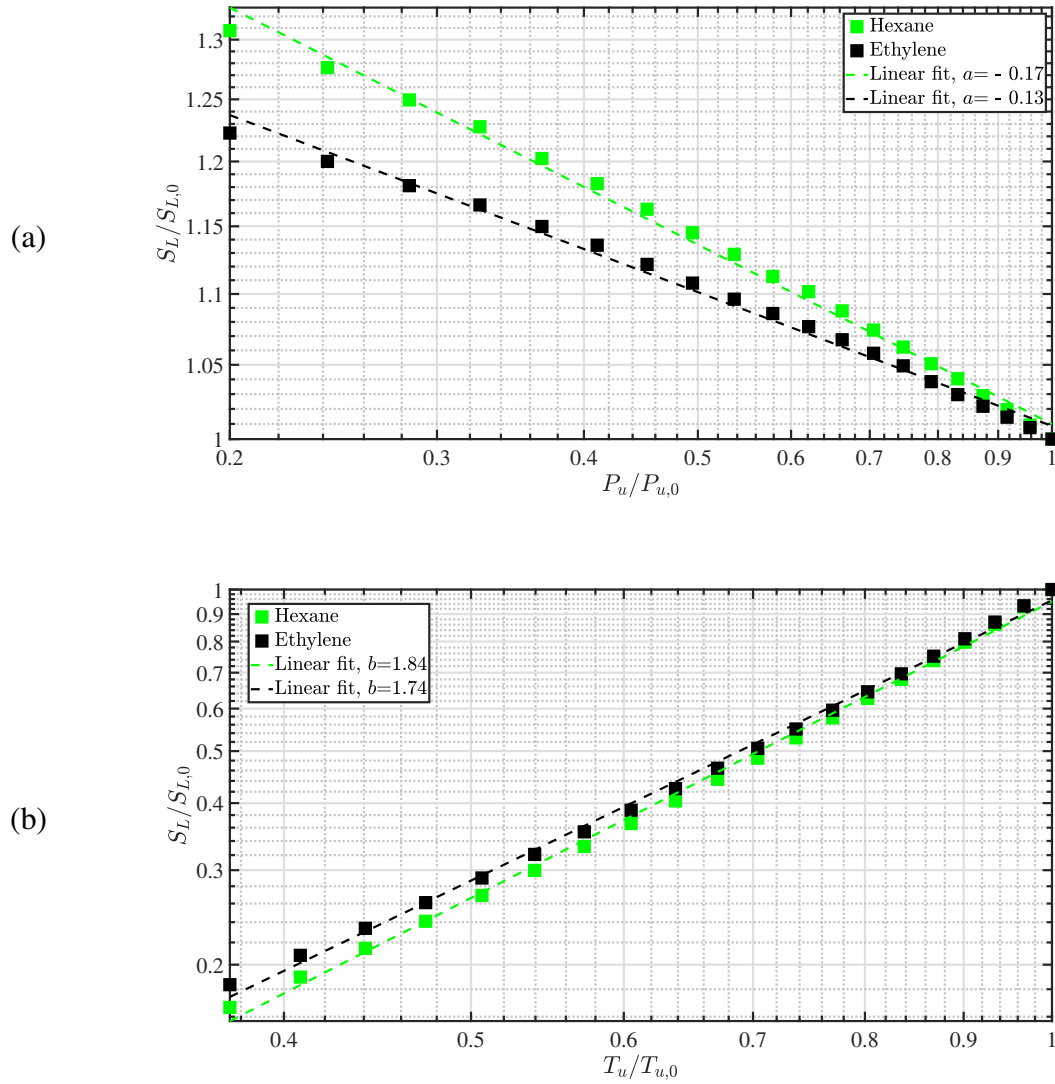 (a)
S_L/S_{L,0}
1.3
1.25
1.2
1.15
1.1
1.05
1
Hexane
Ethylene
Linear fit, a= - 0.17
Linear fit, a= - 0.13
0.2 0.3 0.4 0.5 0.6 0.7 0.8 0.9 1
P_u/P_{u,0}
(b)
S_L/S_{L,0}
1
0.9
0.8
0.7
0.6
0.5
0.4
0.3
0.2
Hexane
Ethylene
Linear fit, b=1.84
Linear fit, b=1.74
0.4 0.5 0.6 0.7 0.8 0.9 1
T_u/T_{u,0}